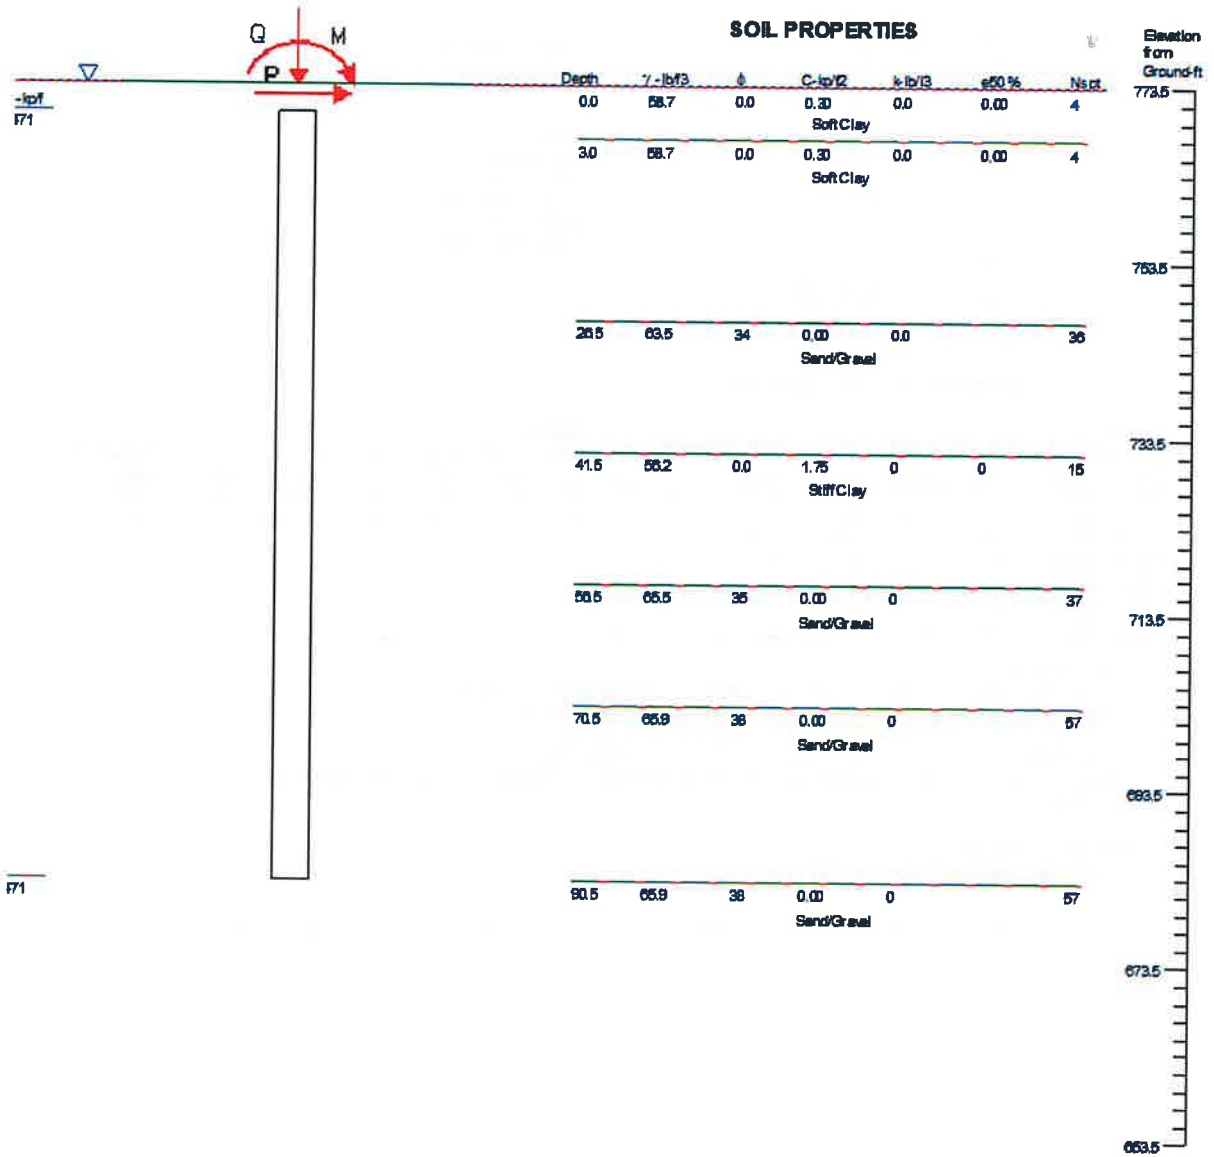 SOIL PROPERTIES
Elevation
from
Ground-ft
Q
M
P
-kp/f
Depth γ-lb/f3 ϕ C-kp/f2 k-lb/i3 e50 % Nspt
0.0 58.7 0.0 0.30 0.0 0.00 4
Soft Clay
3.0 58.7 0.0 0.30 0.0 0.00 4
Soft Clay
26.5 63.5 34 0.00 0.0 36
Sand/Gravel
41.5 56.2 0.0 1.75 0 0 15
Stiff Clay
56.5 65.5 35 0.00 0 37
Sand/Gravel
70.5 65.9 38 0.00 0 57
Sand/Gravel
90.5 65.9 38 0.00 0 57
Sand/Gravel
773.5
753.5
733.5
713.5
693.5
673.5
653.5